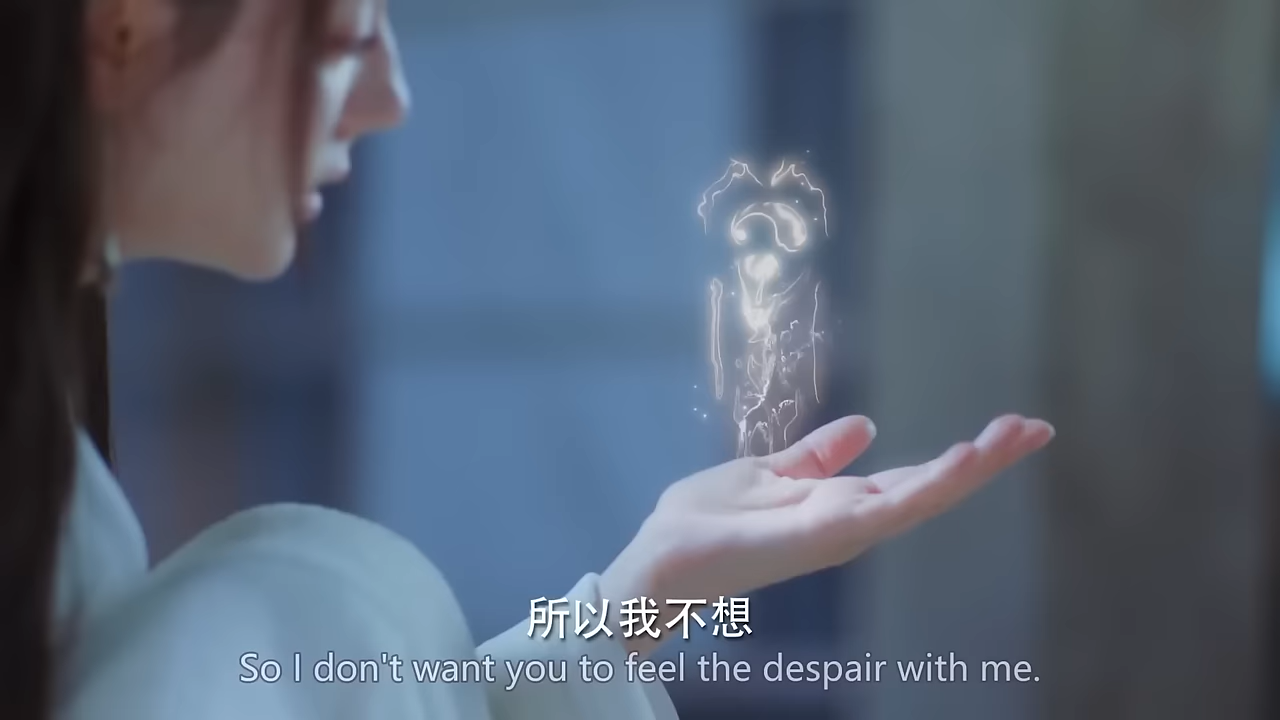 所以我不想
So I don't want you to feel the despair with me.